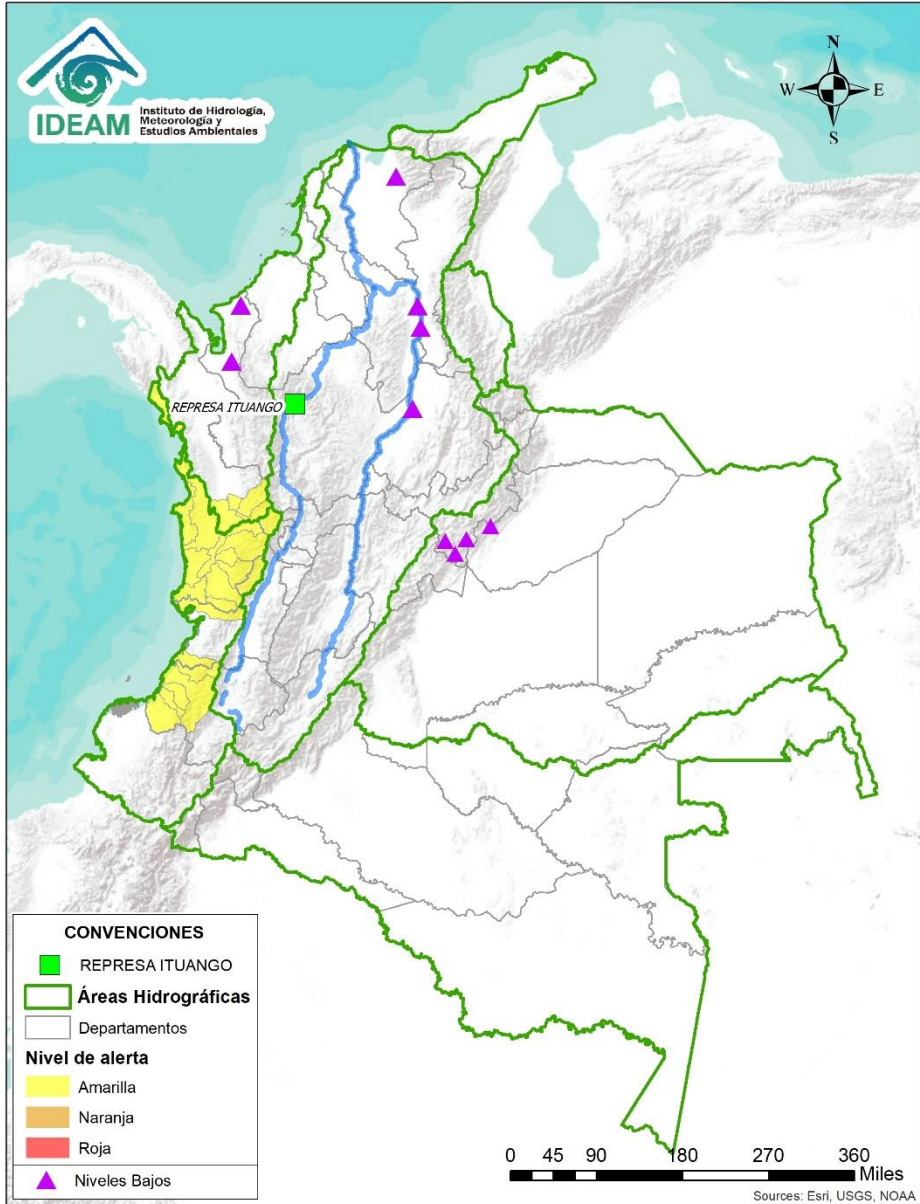 IDEAM
Instituto de Hidrología,
Meteorología y
Estudios Ambientales
N
W E
S
REPRESA ITUANGO
CONVENCIONES
REPRESA ITUANGO
Áreas Hidrográficas
Departamentos
Nivel de alerta
Amarilla
Naranja
Roja
Niveles Bajos
0 45 90 180 270 360
Miles
Sources: Esri, USGS, NOAA